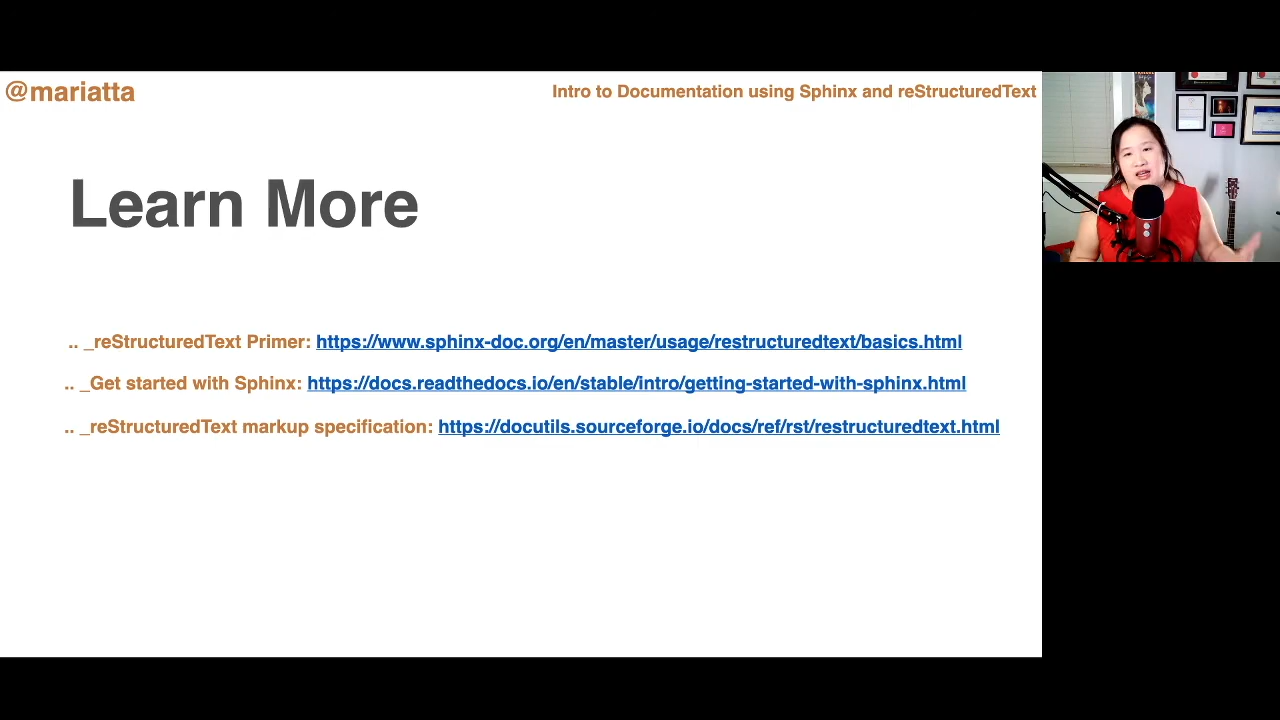 @mariatta
Intro to Documentation using Sphinx and reStructuredText
Learn More
.. _reStructuredText Primer: https://www.sphinx-doc.org/en/master/usage/restructuredtext/basics.html
.. _Get started with Sphinx: https://docs.readthedocs.io/en/stable/intro/getting-started-with-sphinx.html
.. _reStructuredText markup specification: https://docutils.sourceforge.io/docs/ref/rst/restructuredtext.html